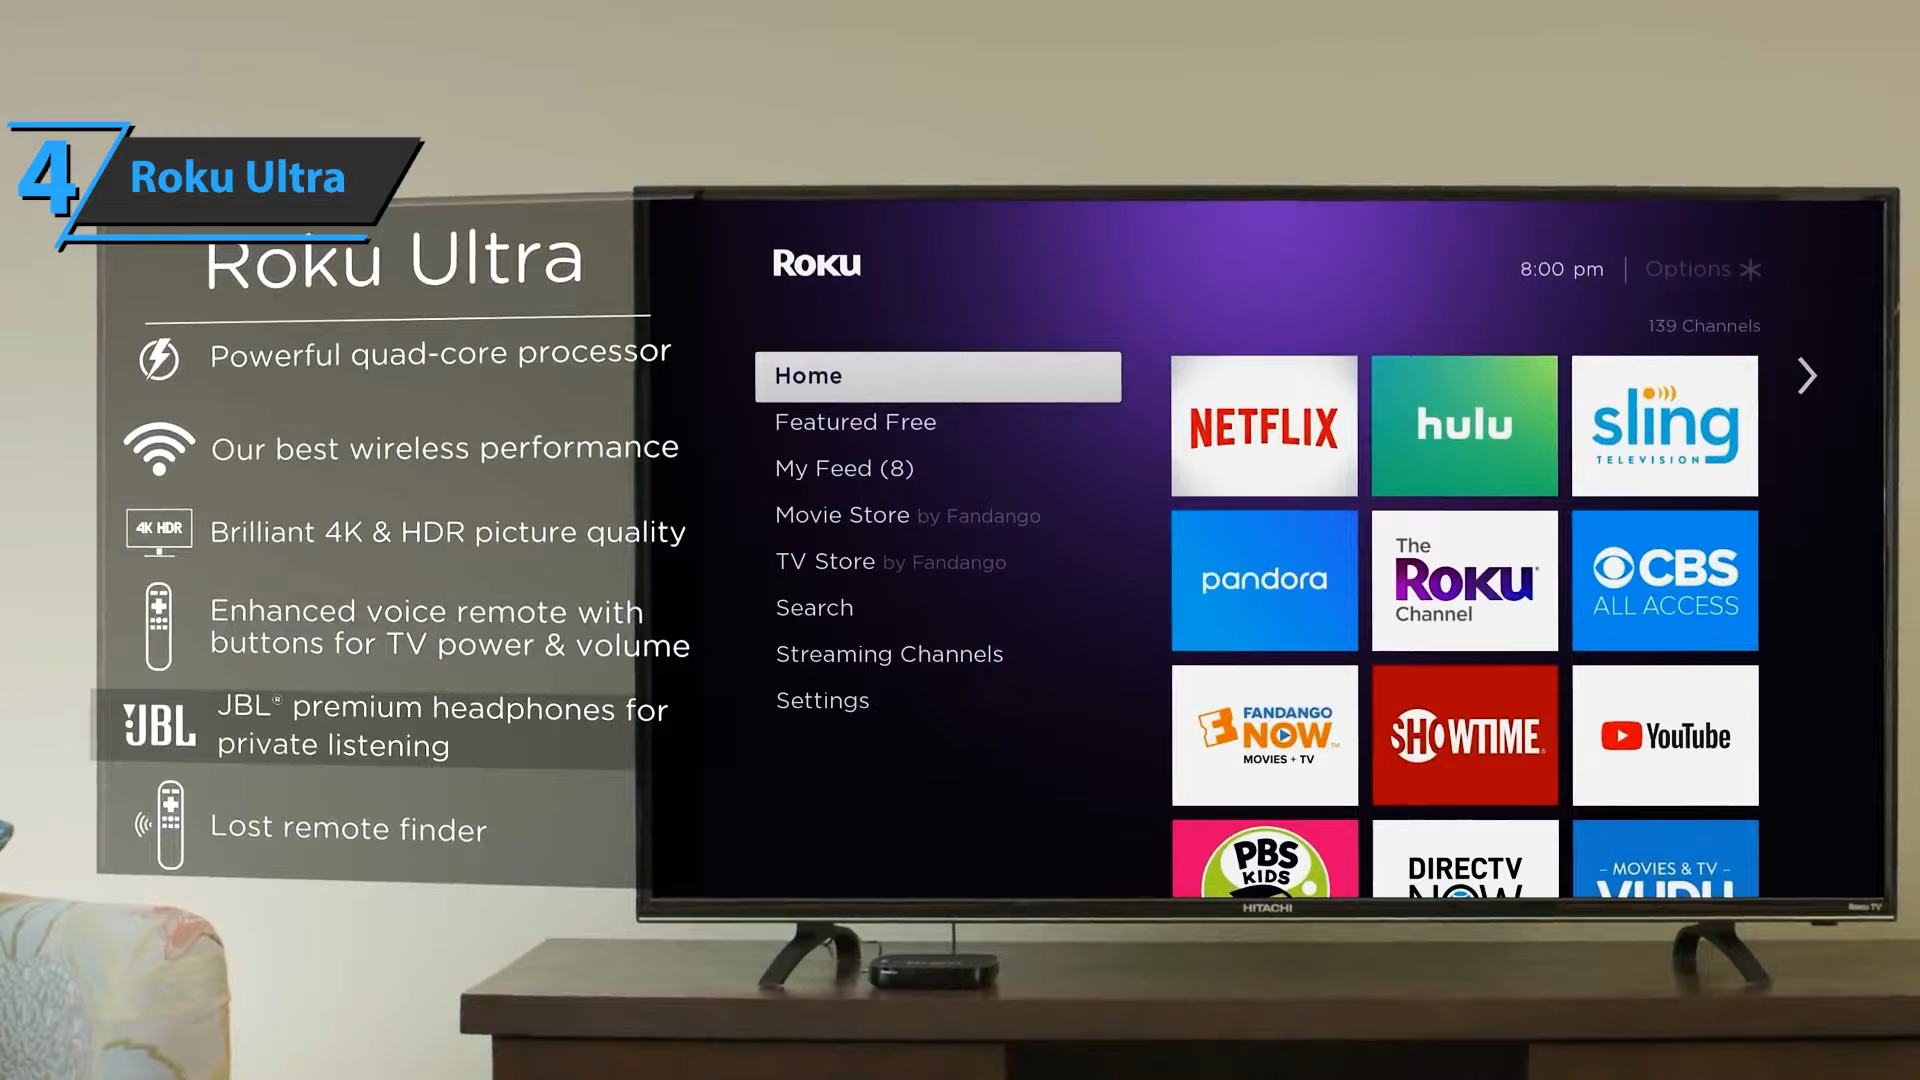 4
Roku Ultra
Roku Ultra
Powerful quad-core processor
Our best wireless performance
4K HDR
Brilliant 4K & HDR picture quality
Enhanced voice remote with
buttons for TV power & volume
JBL
JBL® premium headphones for
private listening
Lost remote finder
Roku
8:00 pm
Options
139 Channels
Home
Featured Free
My Feed (8)
Movie Store by Fandango
TV Store by Fandango
Search
Streaming Channels
Settings
NETFLIX
hulu
sling
TELEVISION
pandora
The
Roku
Channel
CBS
ALL ACCESS
FANDANGO
NOW
MOVIES + TV
SHOWTIME
YouTube
PBS
KIDS
DIRECTV
NOW
MOVIES & TV
VUDU
HITACHI
Roku TV